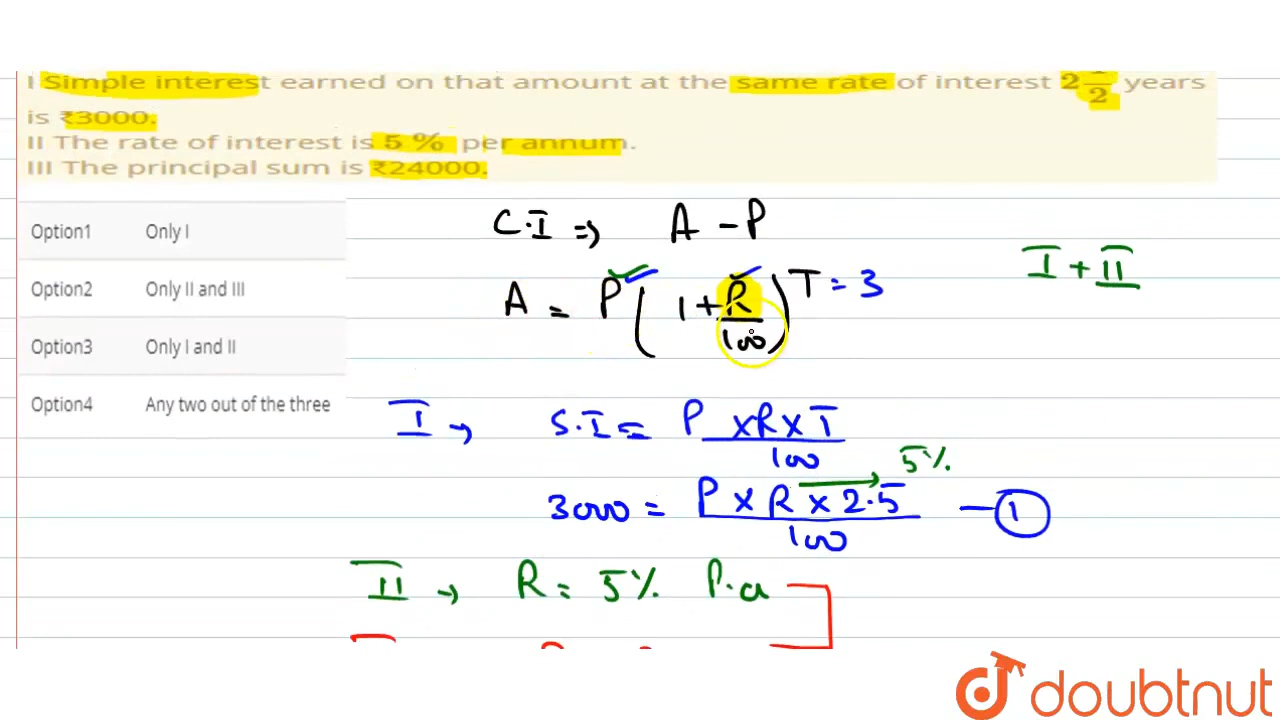 I Simple interest earned on that amount at the same rate of interest 2 1/2 years
is ₹3000.
II The rate of interest is 5 % per annum.
III The principal sum is ₹24000.
Option1 Only I
Option2 Only II and III
Option3 Only I and II
Option4 Any two out of the three
C.I ⇒ A - P
A = P(1+R/100)^T = 3
I + II
I → S.I = P×R×T/100
5%
3000 = P×R×2.5/100 — 1
II → R = 5% P.a
doubtnut